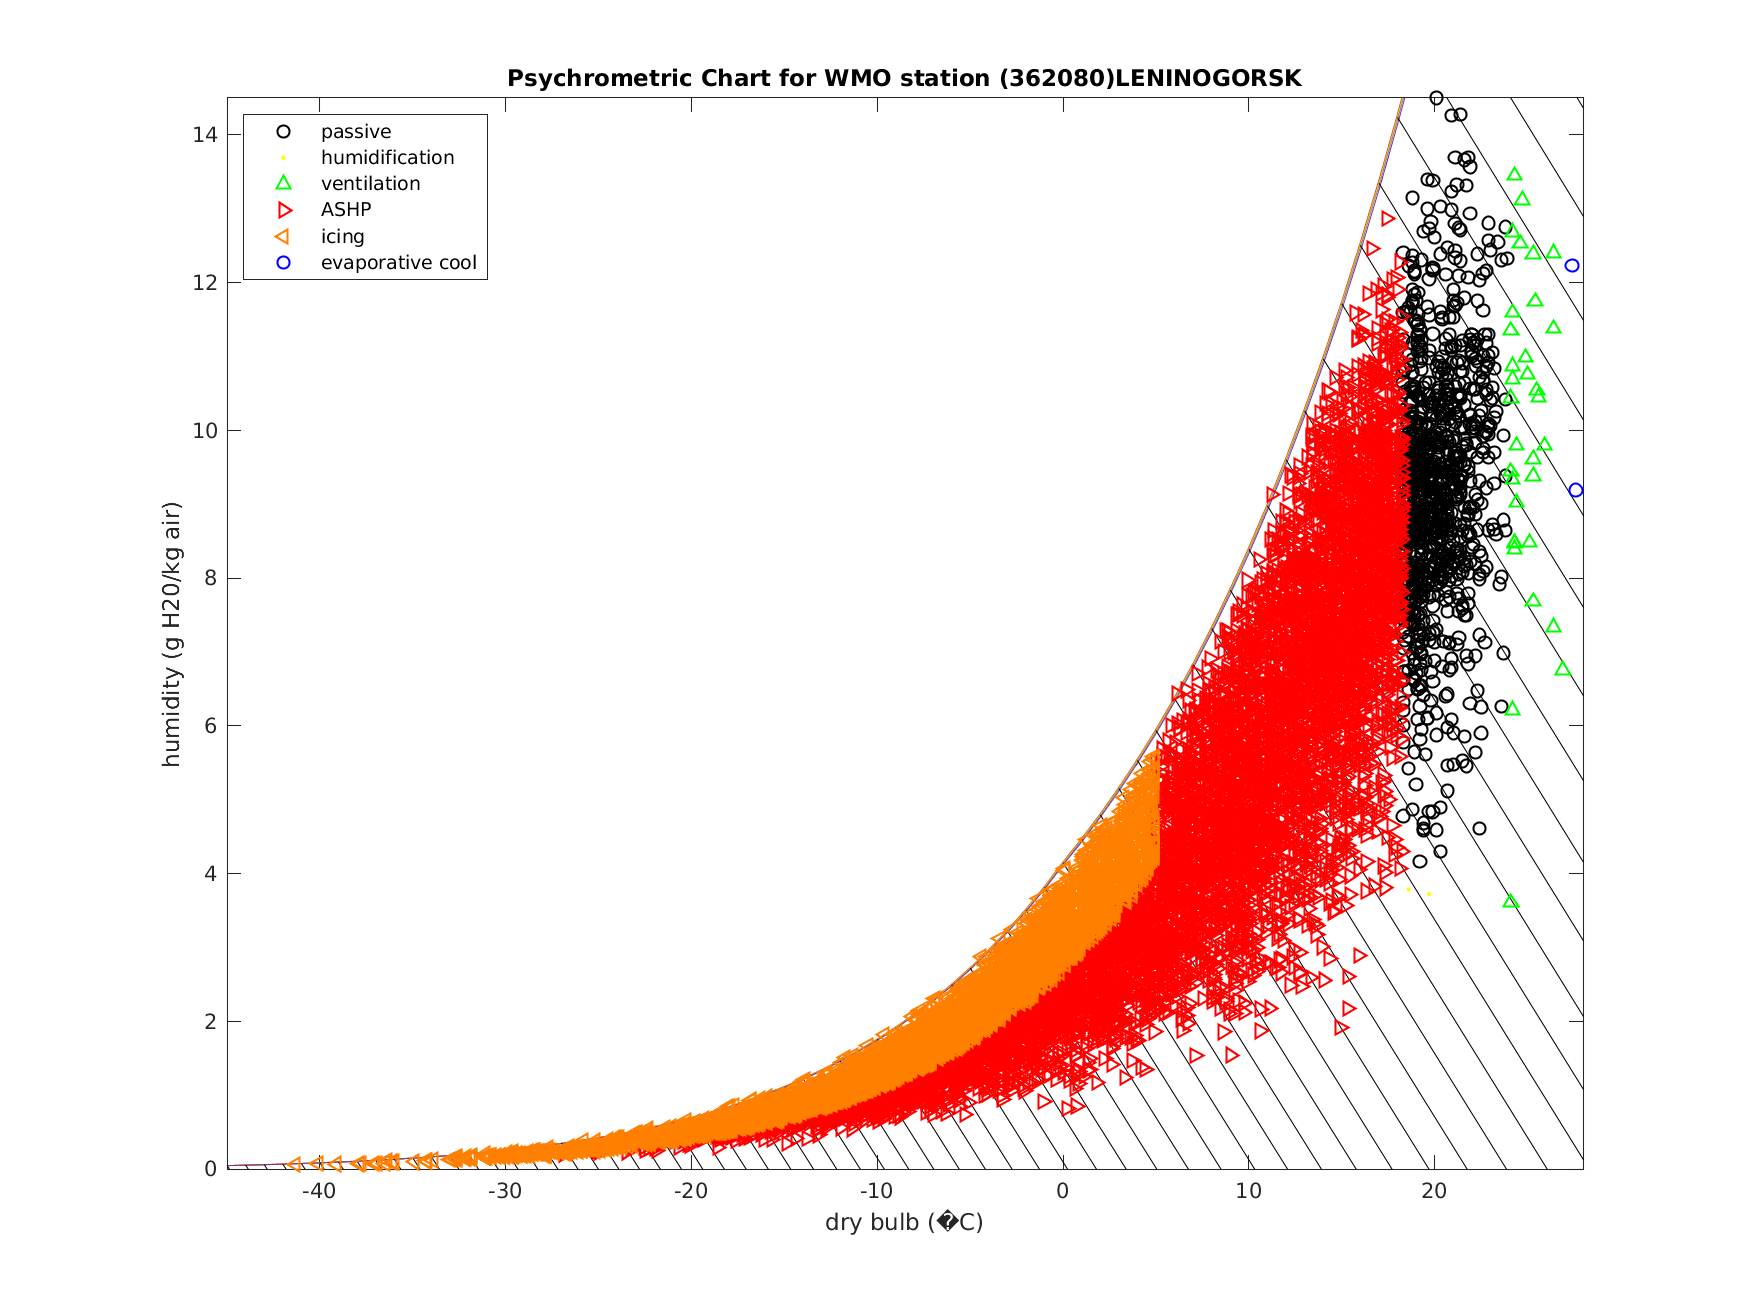 Psychrometric Chart for WMO station (362080)LENINOGORSK
passive
humidification
ventilation
ASHP
icing
evaporative cool
14
12
10
8
6
4
2
0
humidity (g H20/kg air)
-40 -30 -20 -10 0 10 20
dry bulb (�C)